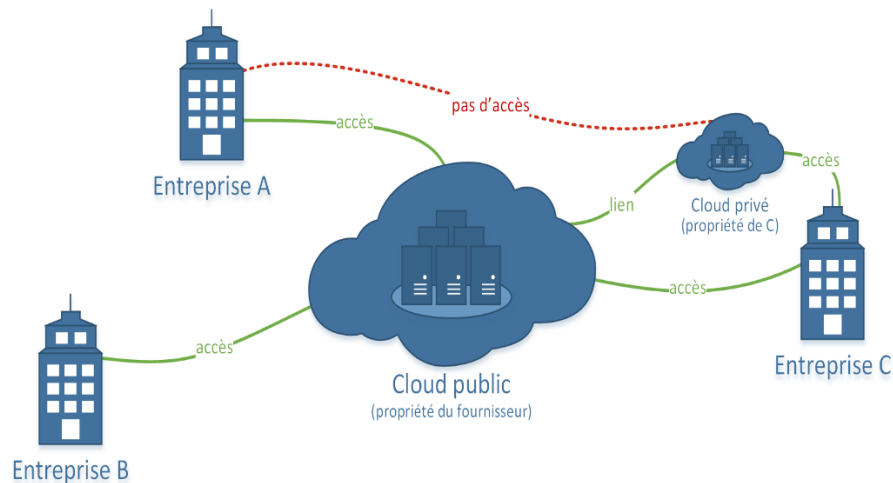 pas d'accès
accès
Entreprise A
accès
Cloud privé
(propriété de C)
lien
accès
Entreprise C
accès
Cloud public
(propriété du fournisseur)
Entreprise B